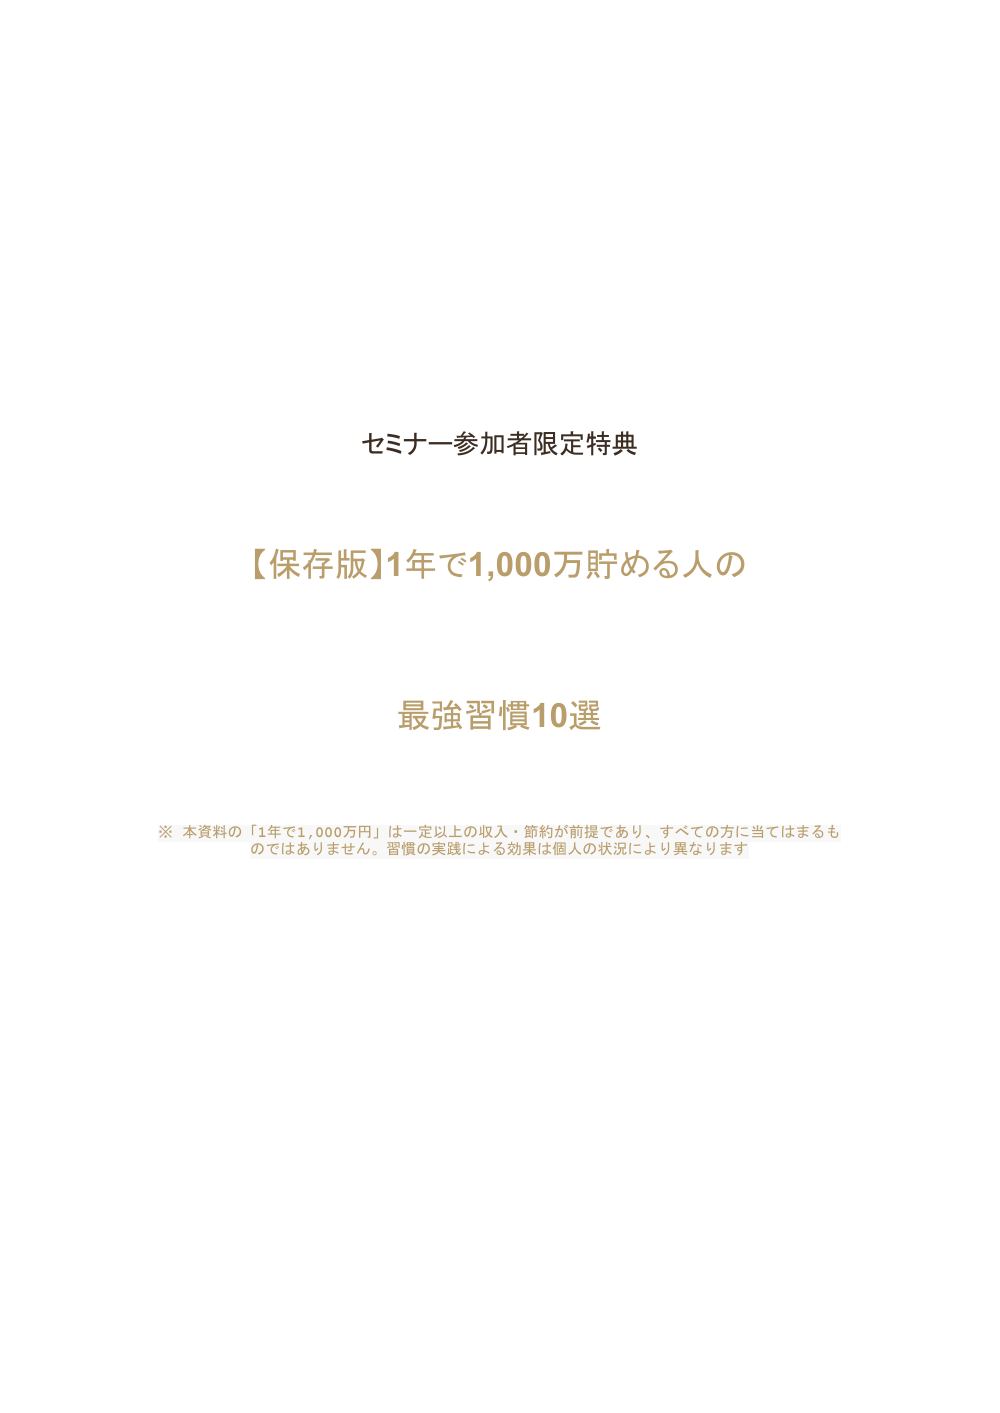 セミナー参加者限定特典
【保存版】1年で1,000万貯める人の
最強習慣10選
※ 本資料の「1年で1,000万円」は一定以上の収入・節約が前提であり、すべての方に当てはまるも
のではありません。習慣の実践による効果は個人の状況により異なります